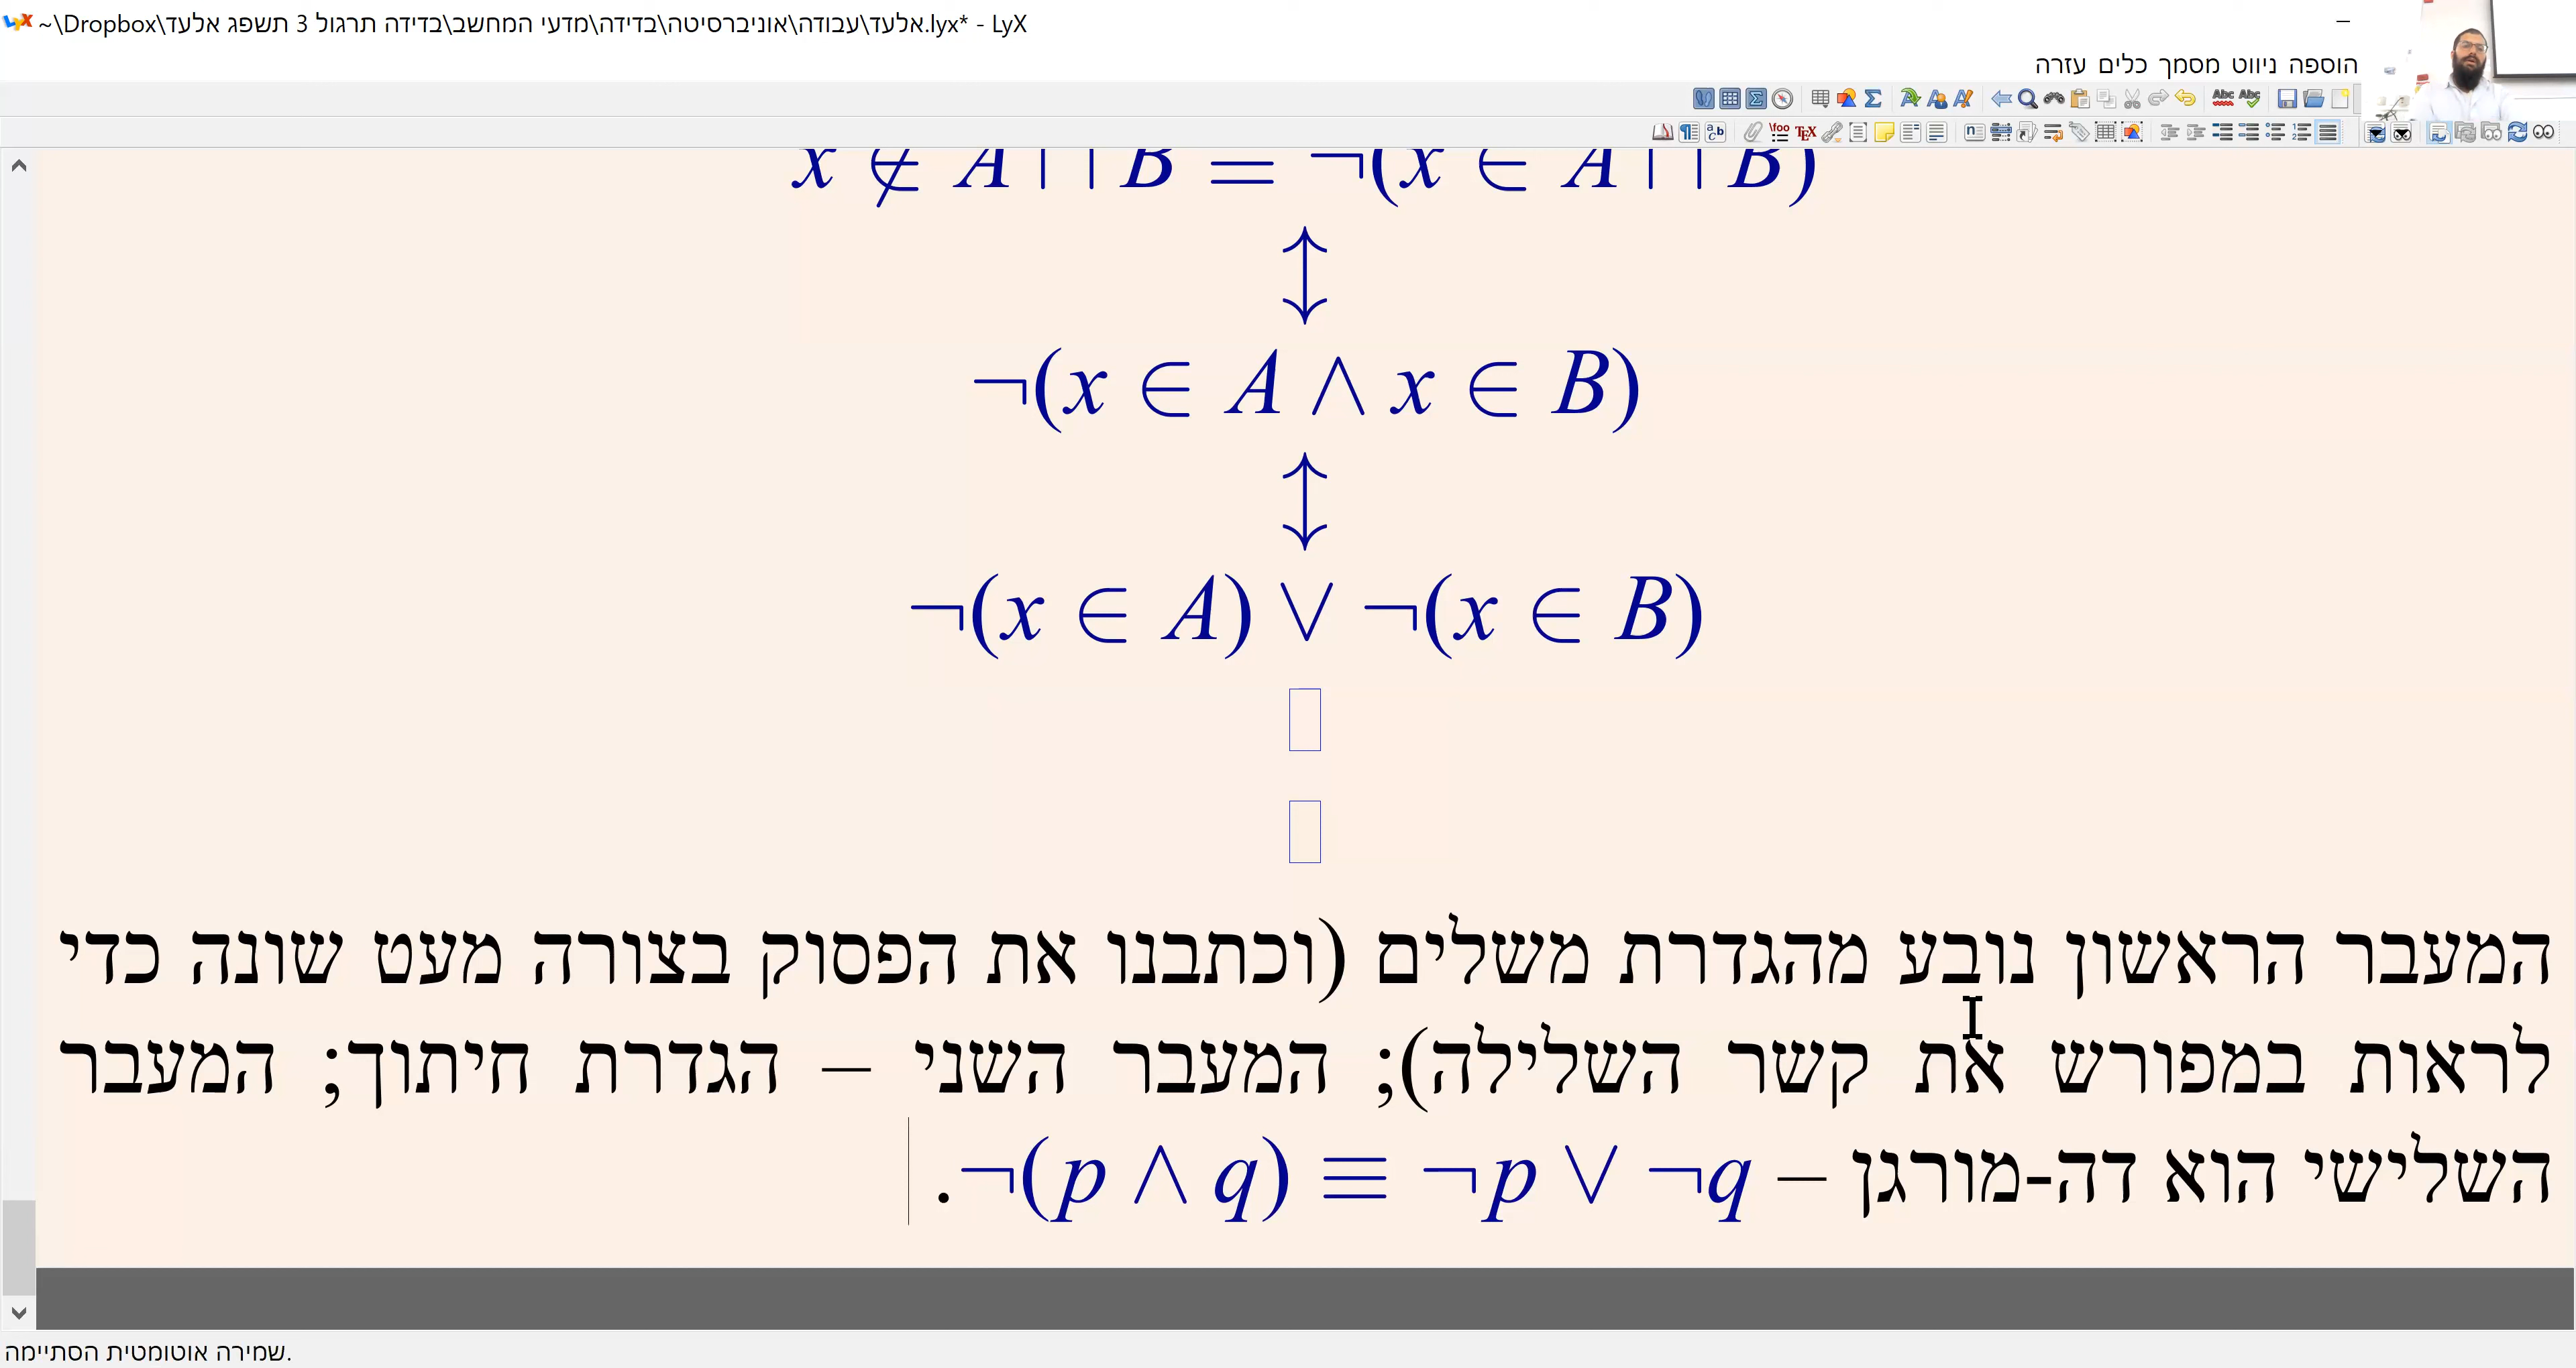 ~\Dropbox\אלעד\עבודה\אוניברסיטה\בדידה\מדעי המחשב\בדידה תרגול 3 תשפג אלעד.lyx* - LyX
הוספה ניווט מסמך כלים עזרה
x ∉ A ∩ B = ¬(x ∈ A ∩ B)
↕
¬(x ∈ A ∧ x ∈ B)
↕
¬(x ∈ A) ∨ ¬(x ∈ B)
המעבר הראשון נובע מהגדרת משלים (וכתבנו את הפסוק בצורה מעט שונה כדי
לראות במפורש את קשר השלילה); המעבר השני – הגדרת חיתוך; המעבר
השלישי הוא דה-מורגן – ¬(p ∧ q) ≡ ¬p ∨ ¬q.
שמירה אוטומטית הסתיימה.